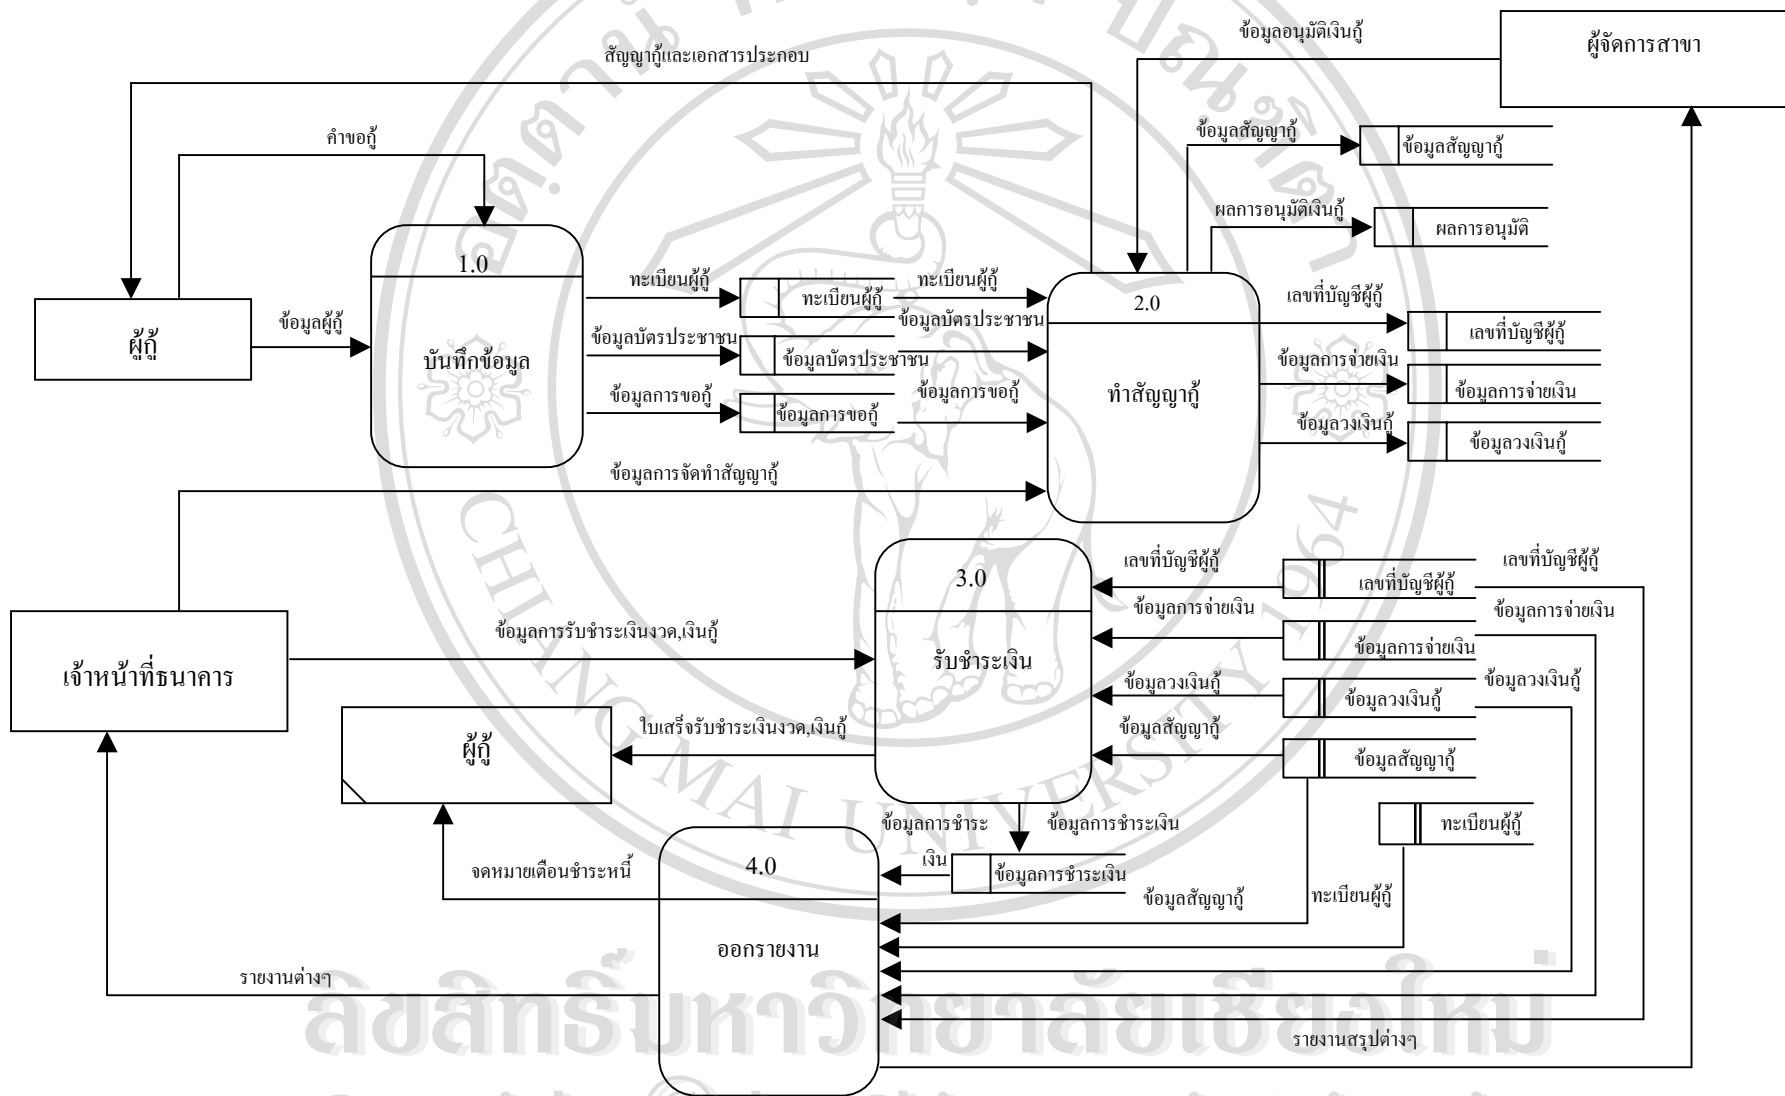 ข้อมูลอนุมัติเงินกู้
ผู้จัดการสาขา
สัญญากู้และเอกสารประกอบ
คำขอกู้
ข้อมูลสัญญากู้
ข้อมูลสัญญากู้
ผลการอนุมัติเงินกู้
ผลการอนุมัติ
1.0
บันทึกข้อมูล
ผู้กู้
ข้อมูลผู้กู้
ทะเบียนผู้กู้
ทะเบียนผู้กู้
ทะเบียนผู้กู้
ข้อมูลบัตรประชาชน
ข้อมูลบัตรประชาชน
ข้อมูลบัตรประชาชน
ข้อมูลการขอกู้
ข้อมูลการขอกู้
ข้อมูลการขอกู้
2.0
ทำสัญญากู้
เลขที่บัญชีผู้กู้
เลขที่บัญชีผู้กู้
ข้อมูลการจ่ายเงิน
ข้อมูลการจ่ายเงิน
ข้อมูลวงเงินกู้
ข้อมูลวงเงินกู้
ข้อมูลการจัดทำสัญญากู้
3.0
รับชำระเงิน
เลขที่บัญชีผู้กู้
เลขที่บัญชีผู้กู้
เลขที่บัญชีผู้กู้
ข้อมูลการจ่ายเงิน
ข้อมูลการจ่ายเงิน
ข้อมูลการจ่ายเงิน
ข้อมูลวงเงินกู้
ข้อมูลวงเงินกู้
ข้อมูลวงเงินกู้
ข้อมูลสัญญากู้
ข้อมูลสัญญากู้
เจ้าหน้าที่ธนาคาร
ข้อมูลการรับชำระเงินงวด,เงินกู้
ใบเสร็จรับชำระเงินงวด,เงินกู้
ผู้กู้
ข้อมูลการชำระ
เงิน
ข้อมูลการชำระเงิน
ข้อมูลการชำระเงิน
ทะเบียนผู้กู้
4.0
ออกรายงาน
จดหมายเตือนชำระหนี้
ข้อมูลสัญญากู้
ทะเบียนผู้กู้
รายงานต่างๆ
รายงานสรุปต่างๆ
CHIANG MAI UNIVERSITY 1964
ลิขสิทธิ์มหาวิทยาลัยเชียงใหม่